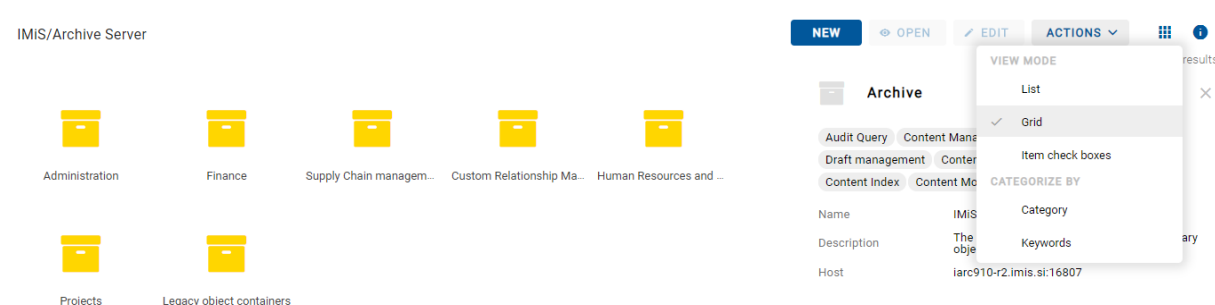 IMiS/Archive Server
NEW
OPEN
EDIT
ACTIONS
results
VIEW MODE
List
Grid
Item check boxes
CATEGORIZE BY
Category
Keywords
Administration
Finance
Supply Chain managem...
Custom Relationship Ma...
Human Resources and ...
Projects
Legacy object containers
Archive
Audit Query
Content Mana
Draft management
Conter
Content Index
Content Mo
Name
IMiS
Description
The
ary
obje
Host
iarc910-r2.imis.si:16807